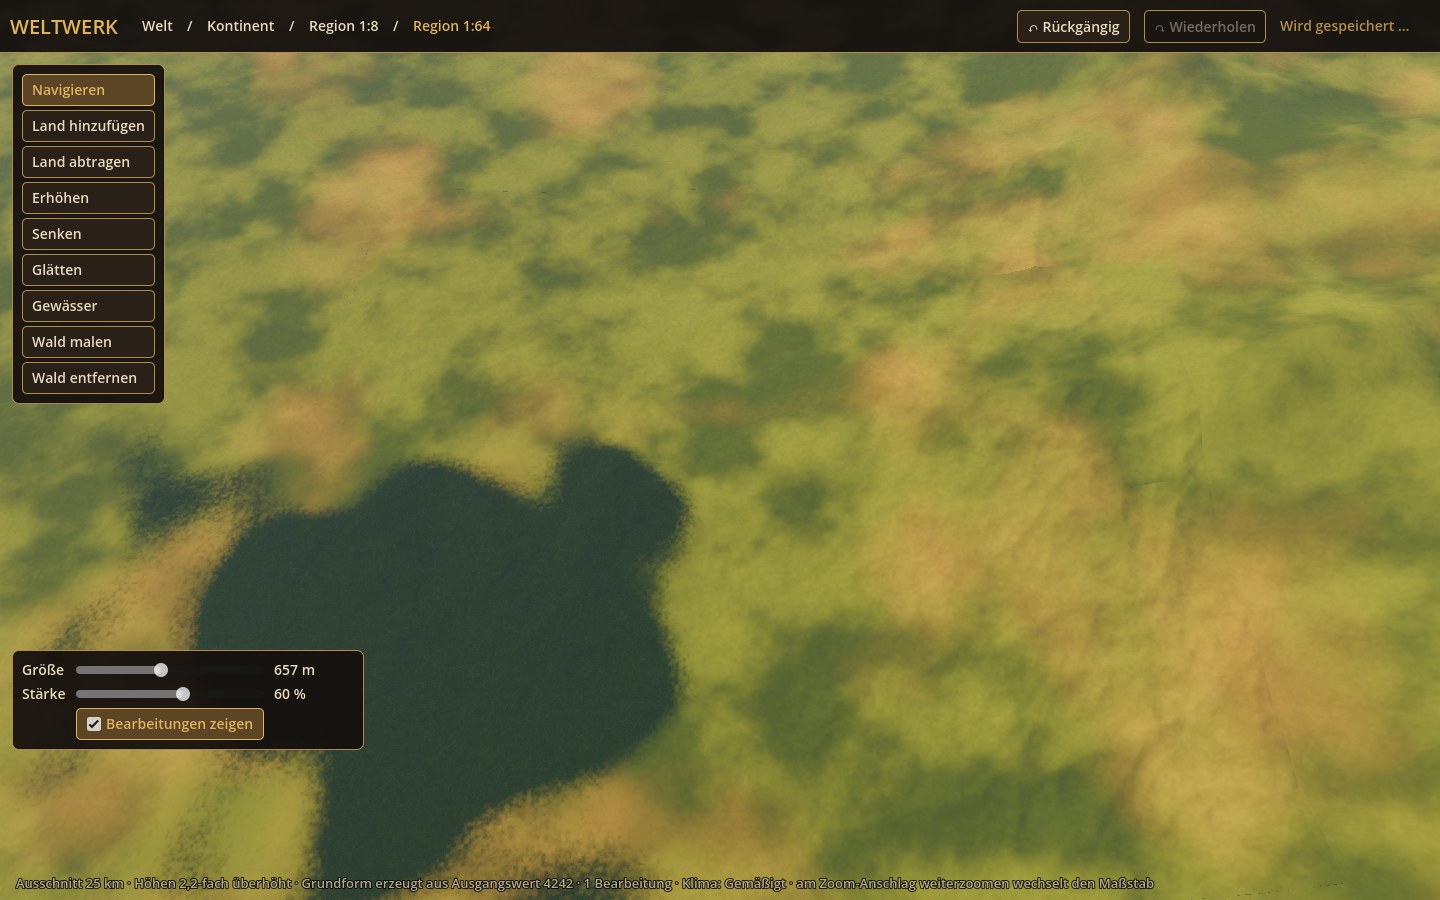 WELTWERK Welt / Kontinent / Region 1:8 / Region 1:64 Rückgängig Wiederholen Wird gespeichert ...
Navigieren
Land hinzufügen
Land abtragen
Erhöhen
Senken
Glätten
Gewässer
Wald malen
Wald entfernen
Größe 657 m
Stärke 60 %
Bearbeitungen zeigen
Ausschnitt 25 km · Höhen 2,2-fach überhöht · Grundform erzeugt aus Ausgangswert 4242 · 1 Bearbeitung · Klima: Gemäßigt · am Zoom-Anschlag weiterzoomen wechselt den Maßstab